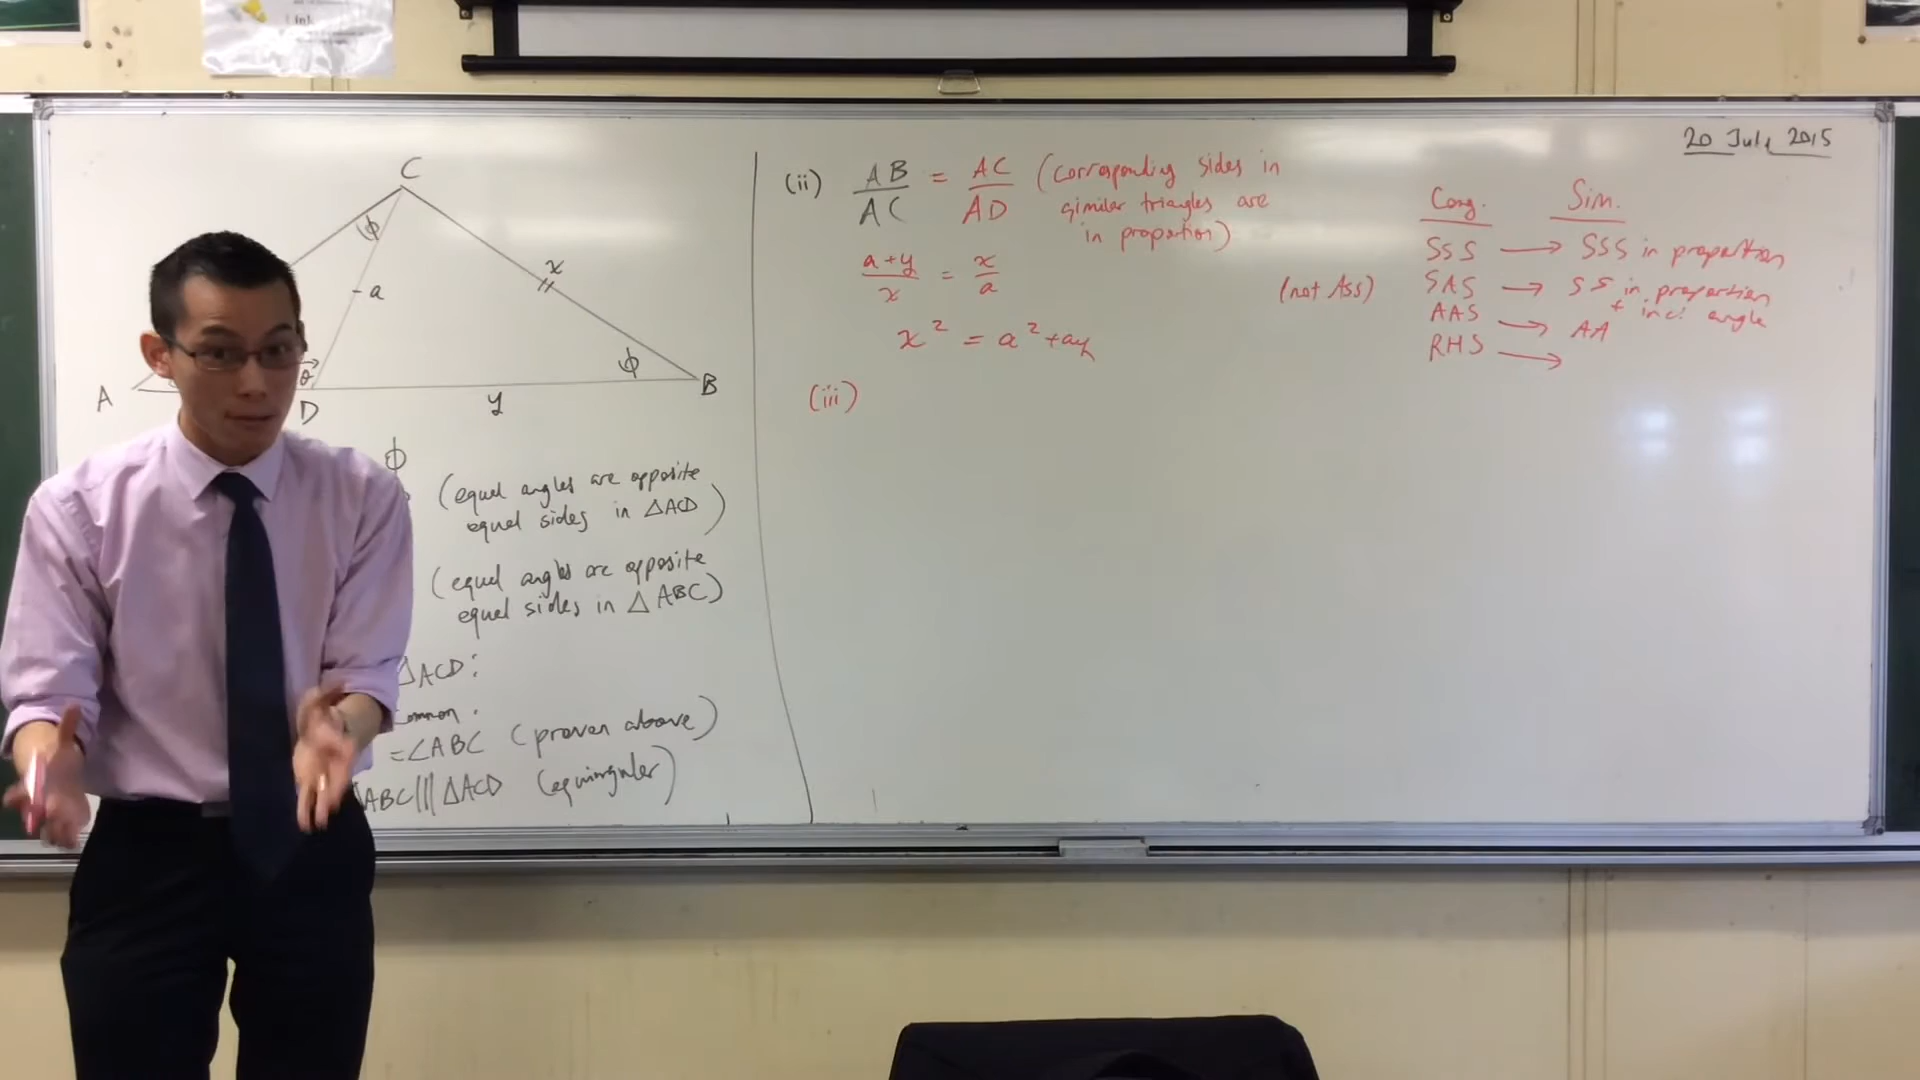 20 July 2015
C
φ
x
a
θ
φ
A
D
y
B
φ
(equal angles are opposite
equal sides in △ACD)
(equal angles are opposite
equal sides in △ABC)
△ACD:
common.
=∠ABC (proven above)
ABC ||| △ACD (equiangular)
(ii) AB/AC = AC/AD (corresponding sides in
similar triangles are
in proportion)
a+y/x = x/a
x² = a²+ay
(iii)
Cong. Sim.
SSS → SSS in proportion
(not Ass) SAS → SS in proportion
+ incl. angle
AAS → AA
RHS →